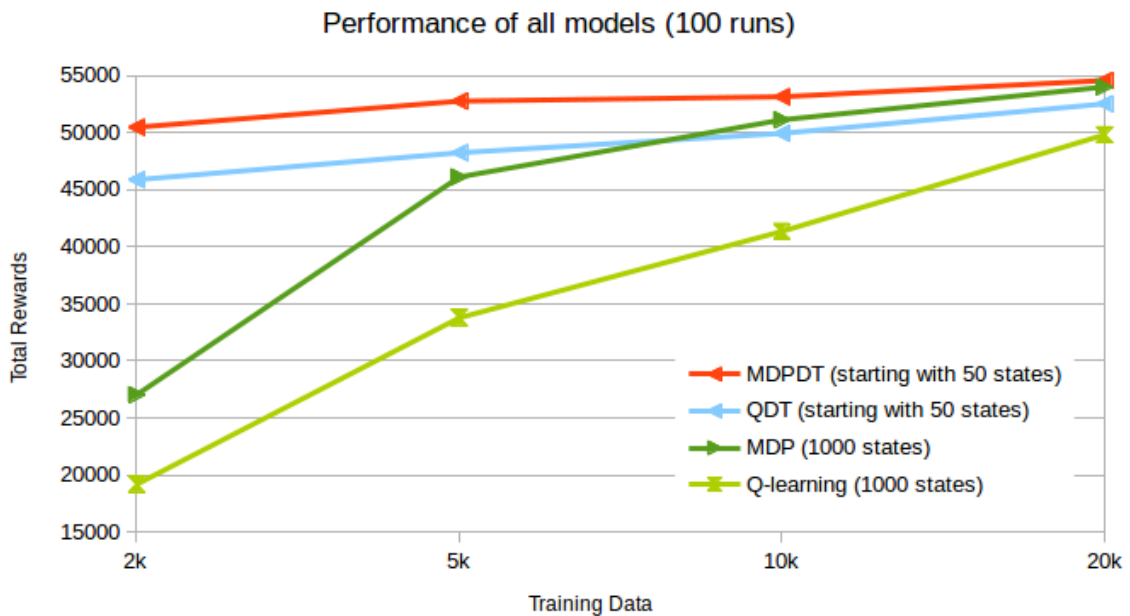 Performance of all models (100 runs)
55000
50000
45000
40000
35000
30000
25000
20000
15000
Total Rewards
MDPDT (starting with 50 states)
QDT (starting with 50 states)
MDP (1000 states)
Q-learning (1000 states)
2k 5k 10k 20k
Training Data